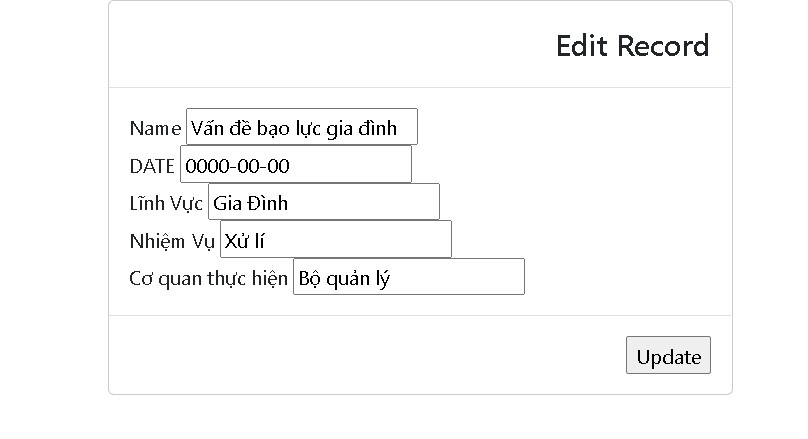 Edit Record
Name Vấn đề bạo lực gia đình
DATE 0000-00-00
Lĩnh Vực Gia Đình
Nhiệm Vụ Xử lí
Cơ quan thực hiện Bộ quản lý
Update